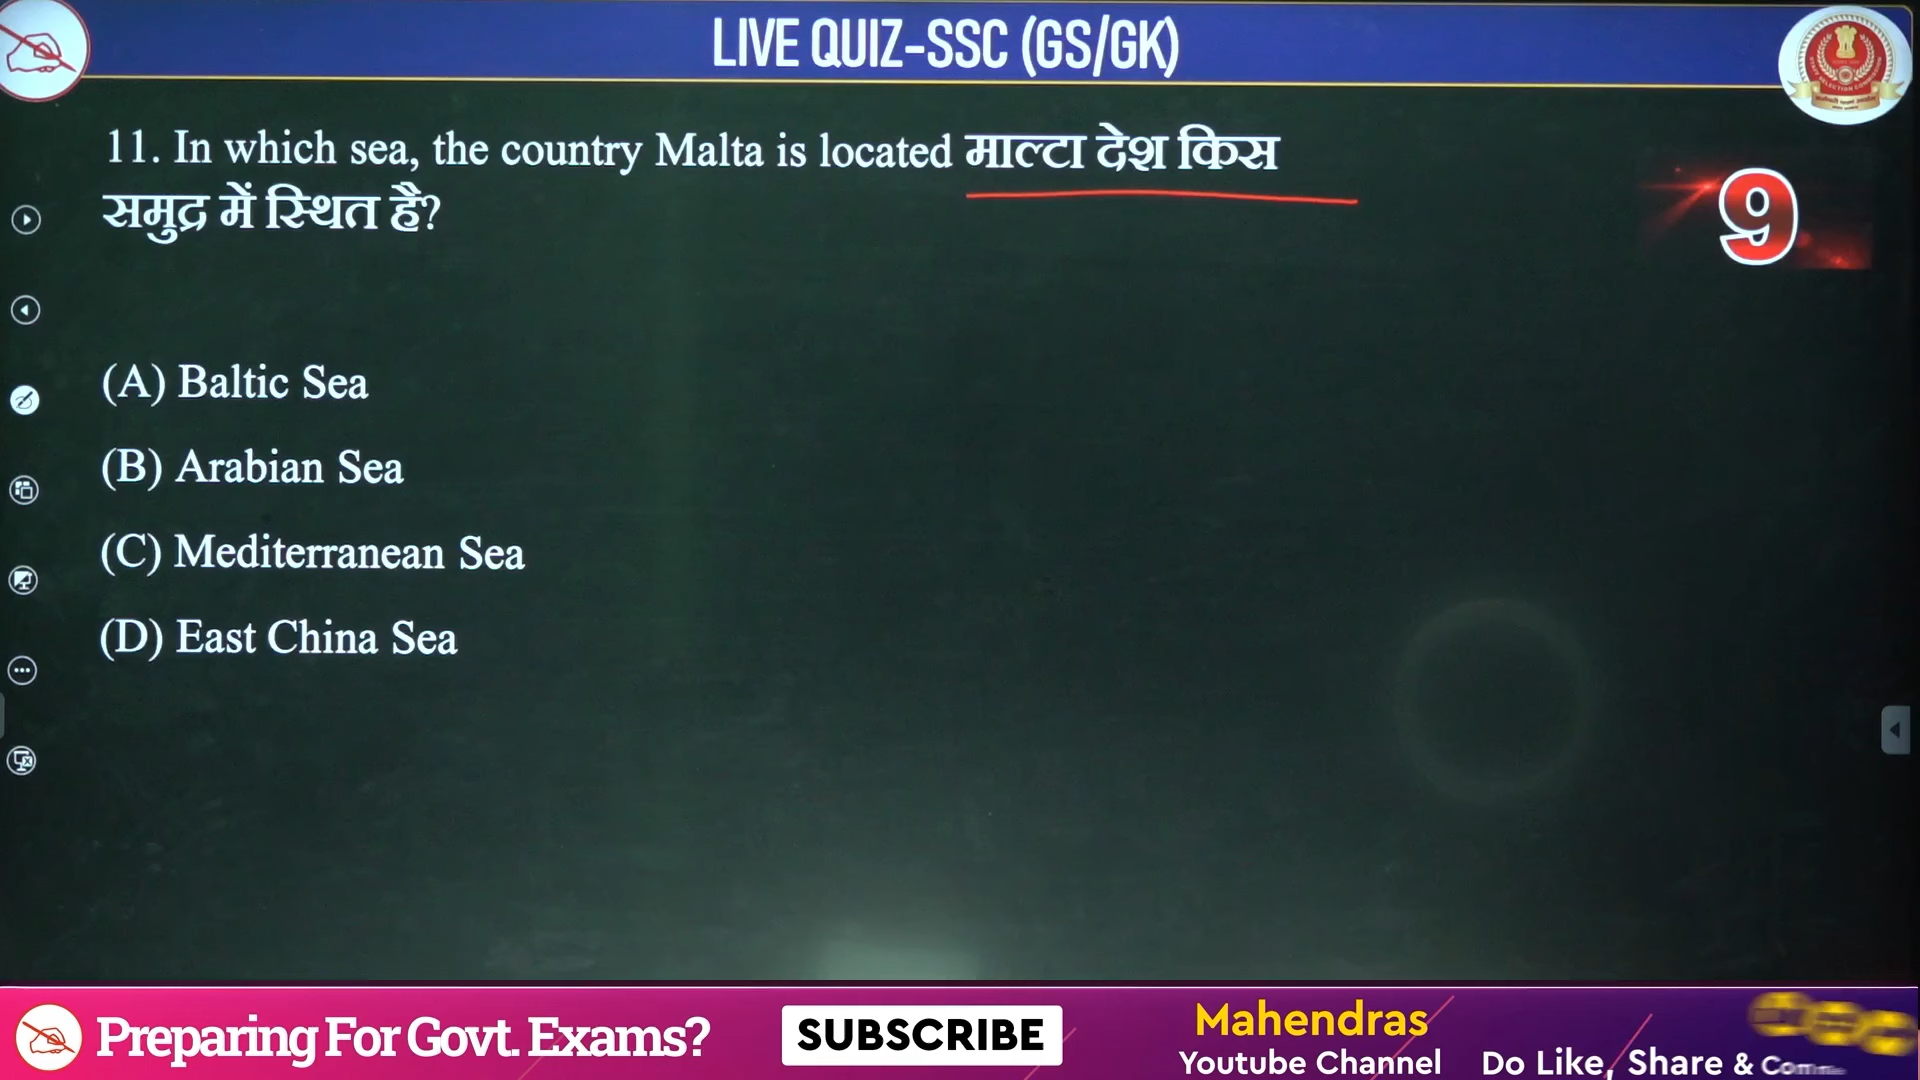 LIVE QUIZ-SSC (GS/GK)
11. In which sea, the country Malta is located माल्टा देश किस
समुद्र में स्थित है?
9
(A) Baltic Sea
(B) Arabian Sea
(C) Mediterranean Sea
(D) East China Sea
Preparing For Govt. Exams?
SUBSCRIBE
Mahendras
Youtube Channel
Do Like, Share &